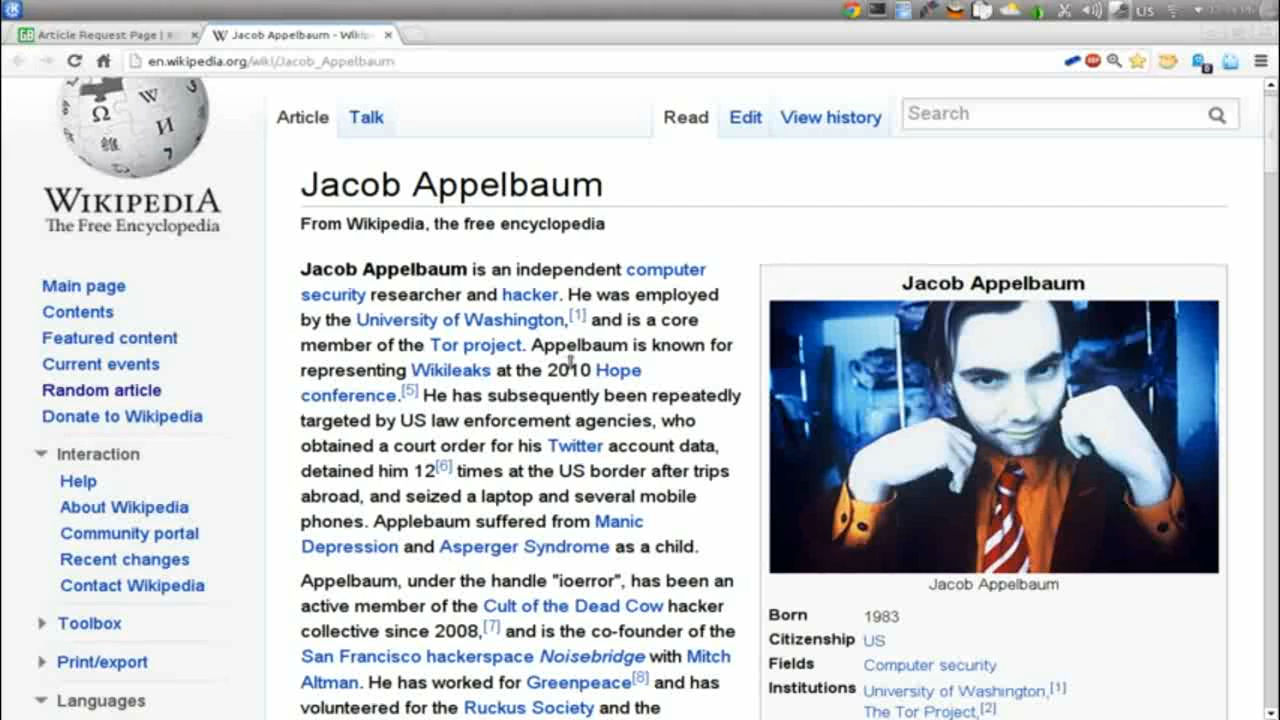 US
Article Request Page |
Jacob Appelbaum - Wikip
en.wikipedia.org/wiki/Jacob_Appelbaum
Article
Talk
Read
Edit
View history
Search
WIKIPEDIA
The Free Encyclopedia
Main page
Contents
Featured content
Current events
Random article
Donate to Wikipedia
Interaction
Help
About Wikipedia
Community portal
Recent changes
Contact Wikipedia
Toolbox
Print/export
Languages
Jacob Appelbaum
From Wikipedia, the free encyclopedia
Jacob Appelbaum is an independent computer
security researcher and hacker. He was employed
by the University of Washington,[1] and is a core
member of the Tor project. Appelbaum is known for
representing Wikileaks at the 2010 Hope
conference.[5] He has subsequently been repeatedly
targeted by US law enforcement agencies, who
obtained a court order for his Twitter account data,
detained him 12[6] times at the US border after trips
abroad, and seized a laptop and several mobile
phones. Applebaum suffered from Manic
Depression and Asperger Syndrome as a child.
Appelbaum, under the handle "ioerror", has been an
active member of the Cult of the Dead Cow hacker
collective since 2008,[7] and is the co-founder of the
San Francisco hackerspace Noisebridge with Mitch
Altman. He has worked for Greenpeace[8] and has
volunteered for the Ruckus Society and the
Jacob Appelbaum
Jacob Appelbaum
Born 1983
Citizenship US
Fields Computer security
Institutions University of Washington,[1]
The Tor Project,[2]